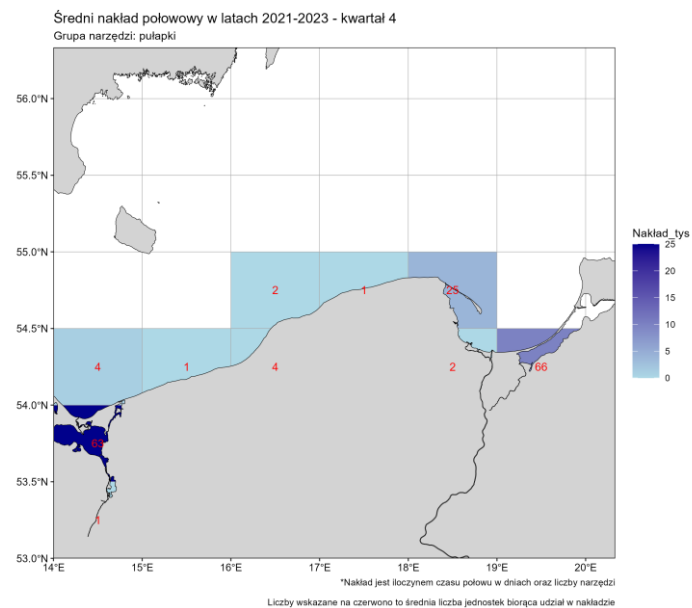 Średni nakład połowowy w latach 2021-2023 - kwartał 4
Grupa narzędzi: pułapki
56.0°N
55.5°N
55.0°N
54.5°N
54.0°N
53.5°N
53.0°N
2
1
25
4
1
4
2
66
63
1
14°E 15°E 16°E 17°E 18°E 19°E 20°E
Nakład_tys
25
20
15
10
5
0
*Nakład jest iloczynem czasu połowu w dniach oraz liczby narzędzi
Liczby wskazane na czerwono to średnia liczba jednostek biorąca udział w nakładzie